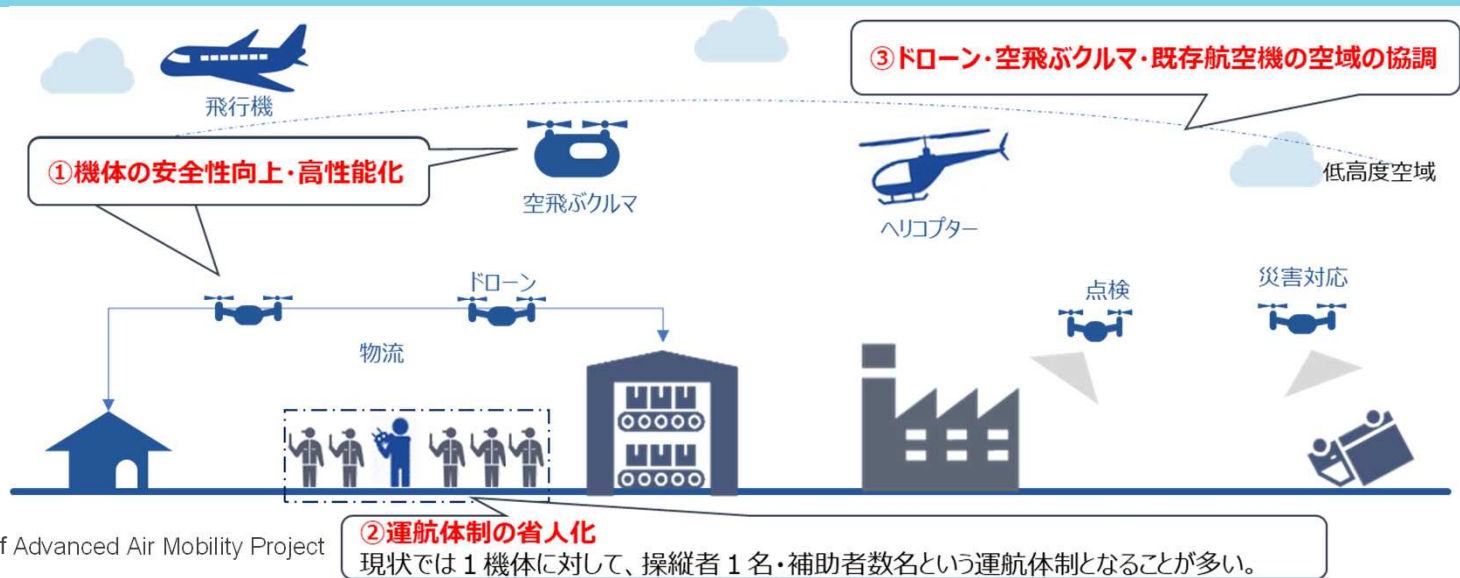 ③ドローン・空飛ぶクルマ・既存航空機の空域の協調
飛行機
①機体の安全性向上・高性能化
空飛ぶクルマ
ヘリコプター
低高度空域
ドローン
点検
災害対応
物流
f Advanced Air Mobility Project
②運航体制の省人化
現状では1機体に対して、操縦者1名・補助者数名という運航体制となることが多い。